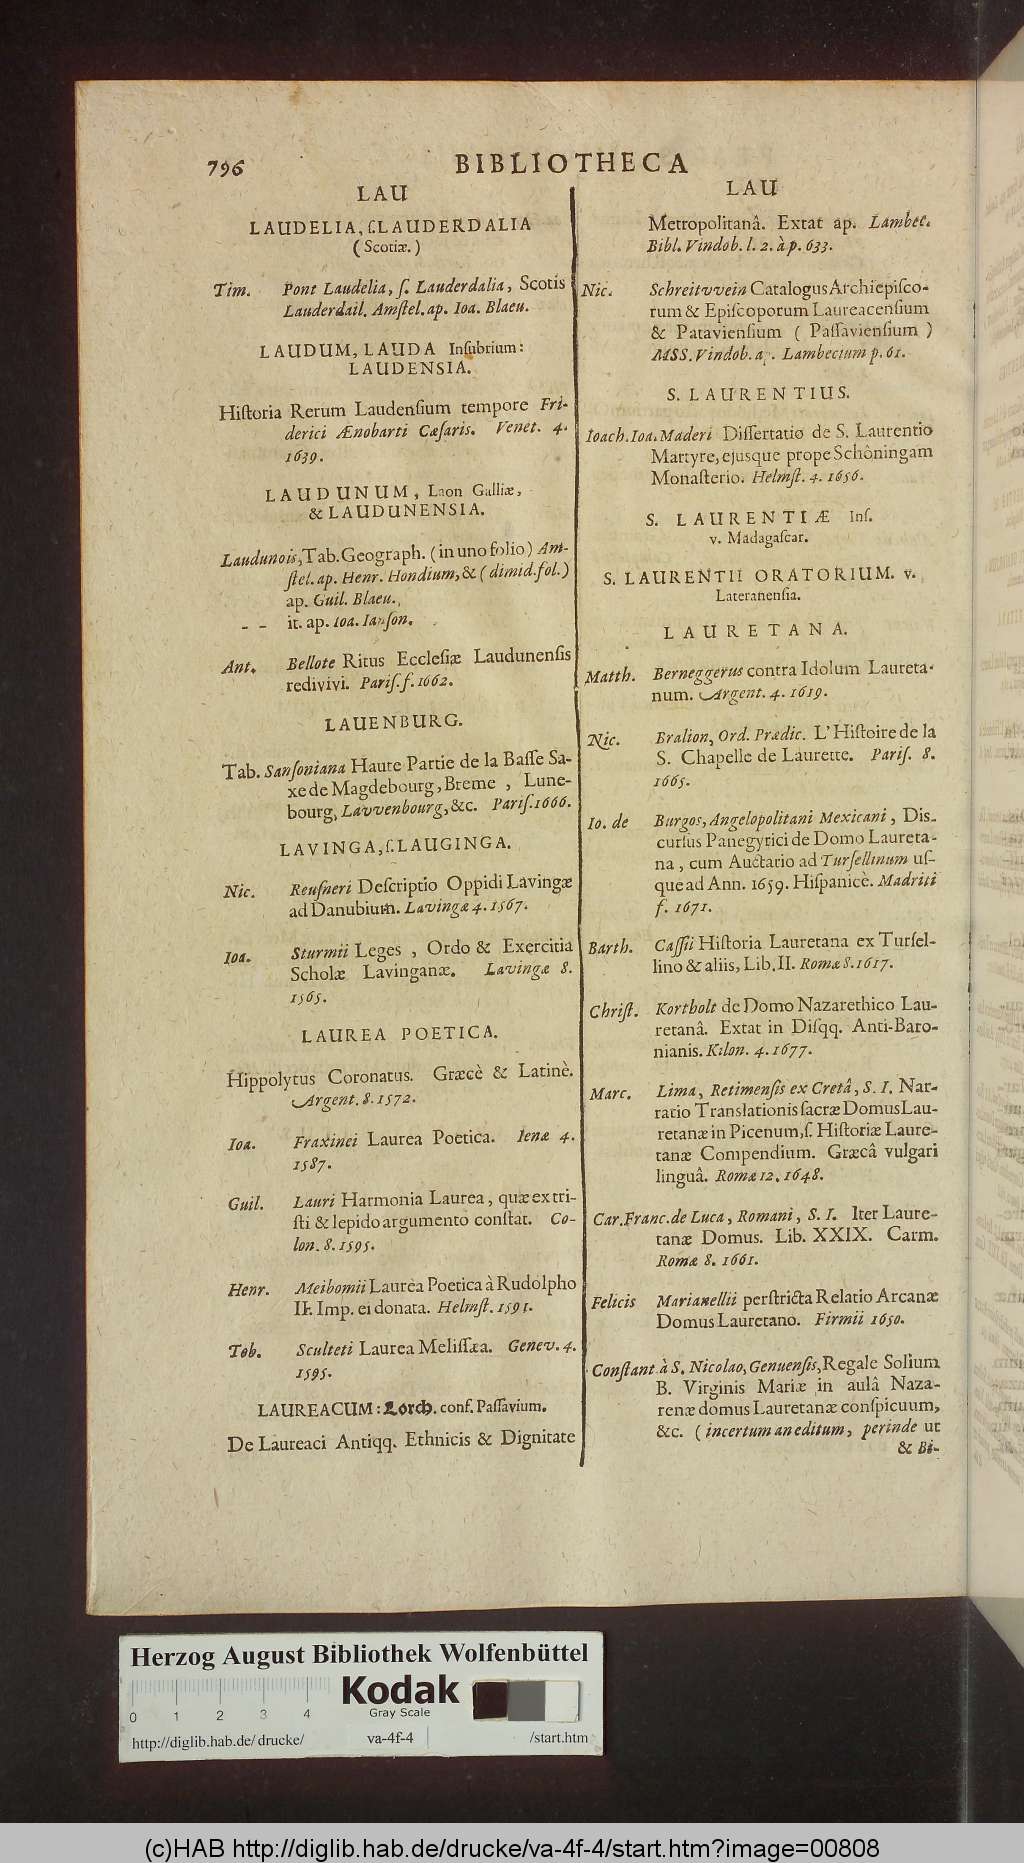 796
BIBLIOTHECA
LAU
LAUDELIA, ſ. LAUDERDALIA
(Scotiæ.)
Tim. Pont Laudelia, ſ. Lauderdalia, Scotis
Lauderdail. Amſtel. ap. Ioa. Blaeu.
LAUDUM, LAUDA Inſubrium:
LAUDENSIA.
Hiſtoria Rerum Laudenſium tempore Fri-
derici Ænobarti Cæſaris. Venet. 4.
1639.
LAUDUNUM, Laon Galliæ,
& LAUDUNENSIA.
Laudunois, Tab. Geograph. (in uno folio) Am-
ſtel. ap. Henr. Hondium, & (dimid. fol.)
ap. Guil. Blaeu.
- - it. ap. Ioa. Ianſon.
Ant. Bellote Ritus Eccleſiæ Laudunenſis
redivivi. Pariſ. f. 1662.
LAUENBURG.
Tab. Sanſoniana Haute Partie de la Baſſe Sa-
xe de Magdebourg, Breme, Lune-
bourg, Lavvenbourg, &c. Pariſ. 1666.
LAVINGA, ſ. LAUGINGA.
Nic. Reuſneri Deſcriptio Oppidi Lavingæ
ad Danubium. Lavingæ 4. 1567.
Ioa. Sturmii Leges, Ordo & Exercitia
Scholæ Lavinganæ. Lavingæ 8.
1565.
LAUREA POETICA.
Hippolytus Coronatus. Græcè & Latinè.
Argent. 8. 1572.
Ioa. Fraxinei Laurea Poetica. Ienæ 4.
1587.
Guil. Lauri Harmonia Laurea, quæ ex tri-
ſti & lepido argumento conſtat. Co-
lon. 8. 1595.
Henr. Meibomii Laurea Poetica à Rudolpho
II. Imp. ei donata. Helmſt. 1591.
Tob. Sculteti Laurea Meliſſæa. Genev. 4.
1595.
LAUREACUM: Lorch. conf. Paſſavium.
De Laureaci Antiqq. Ethnicis & Dignitate
LAU
Metropolitanâ. Extat ap. Lambec.
Bibl. Vindob. l. 2. à p. 633.
Nic. Schreitvvein Catalogus Archiepiſco-
rum & Epiſcoporum Laureacenſium
& Patavienſium (Paſſavienſium)
MSS. Vindob. ap. Lambecium p. 61.
S. LAURENTIUS.
Ioach. Ioa. Maderi Diſſertatio de S. Laurentio
Martyre, ejusque prope Schôningam
Monaſterio. Helmſt. 4. 1656.
S. LAURENTIÆ Inſ.
v. Madagaſcar.
S. LAURENTII ORATORIUM. v.
Lateranenſia.
LAURETANA.
Matth. Berneggerus contra Idolum Laureta-
num. Argent. 4. 1619.
Nic. Bralion, Ord. Prædic. L'Hiſtoire de la
S. Chapelle de Laurette. Pariſ. 8.
1665.
Io. de Burgos, Angelopolitani Mexicani, Diſ-
curſus Panegyrici de Domo Laureta-
na, cum Auctario ad Turſellinum uſ-
que ad Ann. 1659. Hiſpanicè. Madriti
f. 1671.
Barth. Caſſii Hiſtoria Lauretana ex Turſel-
lino & aliis, Lib. II. Romæ 8. 1617.
Chriſt. Kortholt de Domo Nazarethico Lau-
retanâ. Extat in Diſqq. Anti-Baro-
nianis. Kilon. 4. 1677.
Marc. Lima, Retimenſis ex Cretâ, S. I. Nar-
ratio Translationis ſacræ Domus Lau-
retanæ in Picenum, ſ. Hiſtoriæ Laure-
tanæ Compendium. Græcâ vulgari
linguâ. Romæ 12. 1648.
Car. Franc. de Luca, Romani, S. I. Iter Laure-
tanæ Domus. Lib. XXIX. Carm.
Romæ 8. 1661.
Felicis Marianellii perſtricta Relatio Arcanæ
Domus Lauretano. Firmii 1650.
Conſtant. à S. Nicolao, Genuenſis, Regale Solium
B. Virginis Mariæ in aulâ Naza-
renæ domus Lauretanæ conſpicuum,
&c. (incertum an editum, perinde ut
& Bi-
Herzog August Bibliothek Wolfenbüttel
Kodak
Gray Scale
0 1 2 3 4
http://diglib.hab.de/drucke/ va-4f-4 /start.htm
(c)HAB http://diglib.hab.de/drucke/va-4f-4/start.htm?image=00808